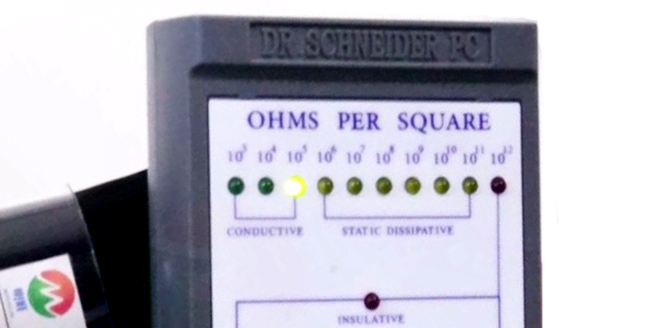 DR.SCHNEIDER PC
OHMS PER SQUARE
10³ 10⁴ 10⁵ 10⁶ 10⁷ 10⁸ 10⁹ 10¹⁰ 10¹¹ 10¹²
CONDUCTIVE STATIC DISSIPATIVE
INSULATIVE